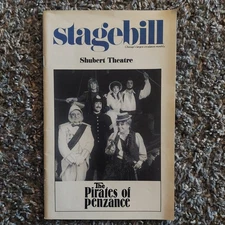 stagebill
Shubert Theatre
The
Pirates of
Penzance